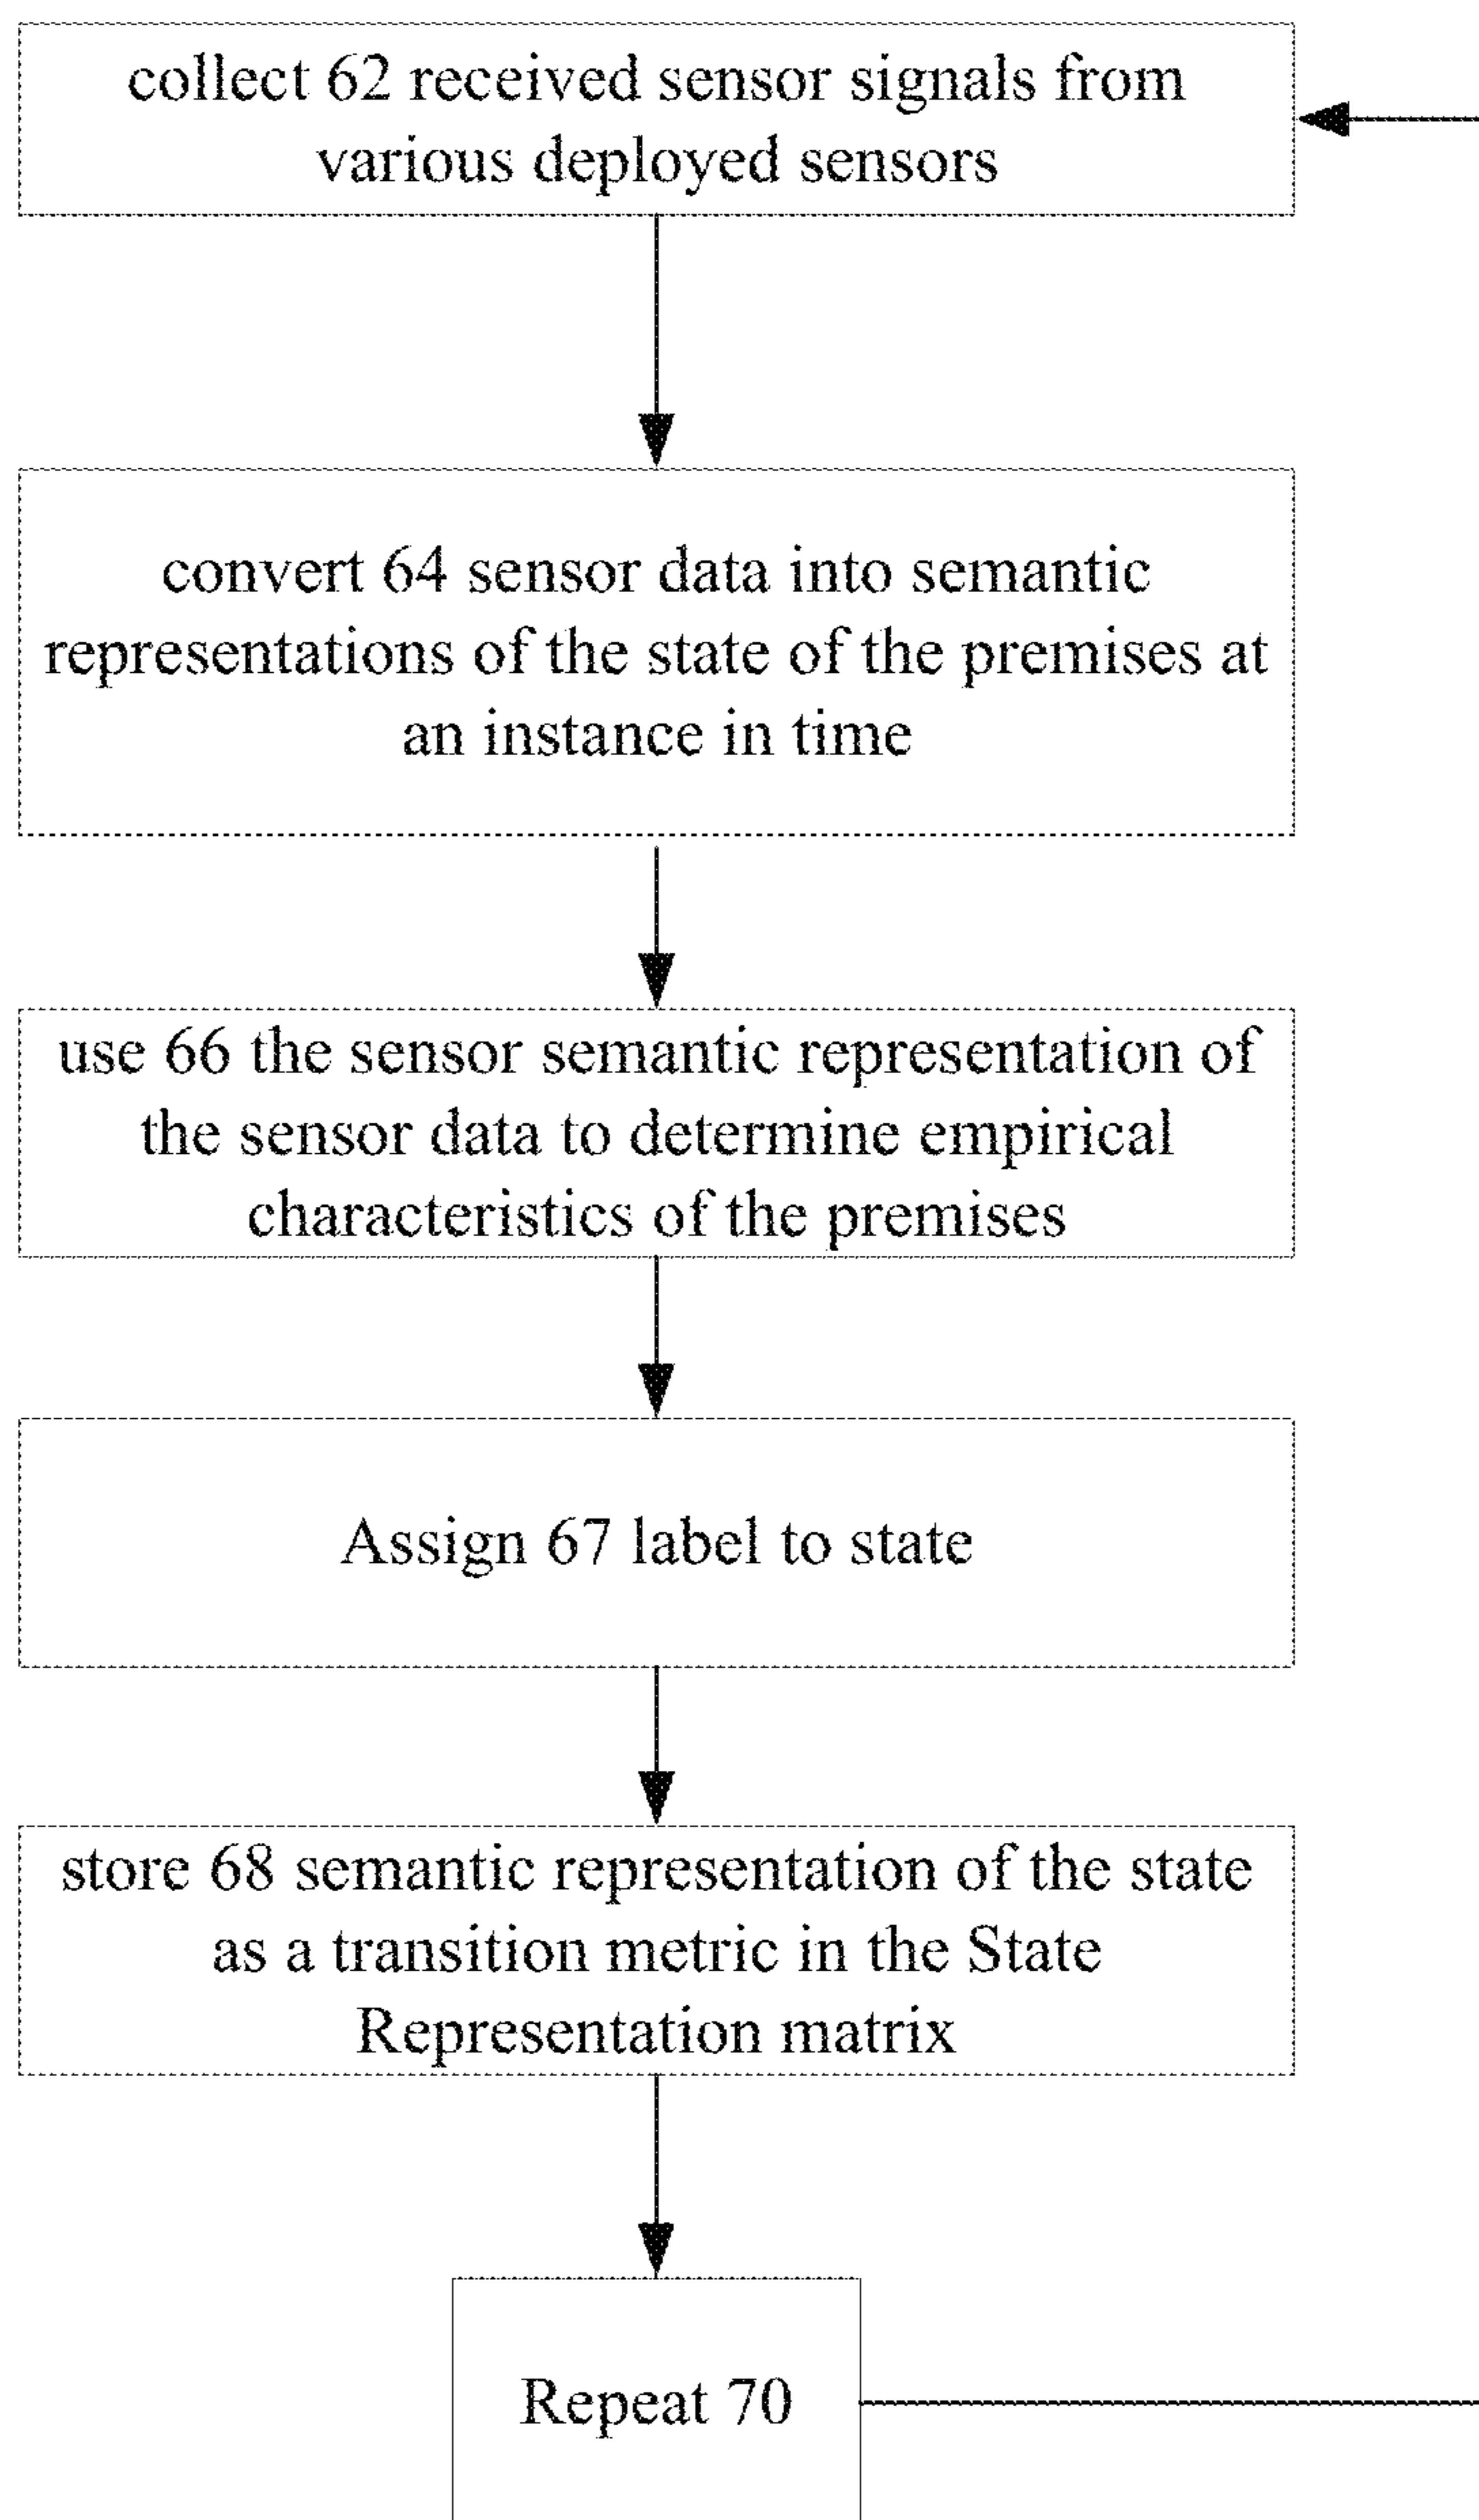 collect 62 received sensor signals from
various deployed sensors
convert 64 sensor data into semantic
representations of the state of the premises at
an instance in time
use 66 the sensor semantic representation of
the sensor data to determine empirical
characteristics of the premises
Assign 67 label to state
store 68 semantic representation of the state
as a transition metric in the State
Representation matrix
Repeat 70